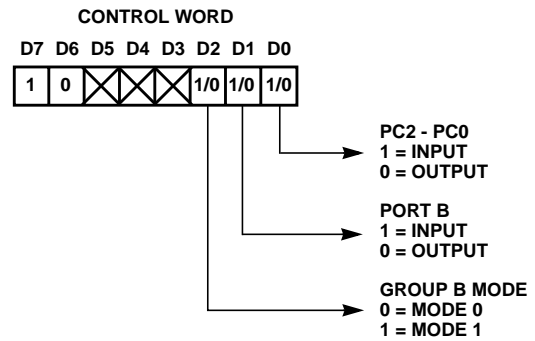 CONTROL WORD
D7 D6 D5 D4 D3 D2 D1 D0
1 0 1/0 1/0 1/0
PC2 - PC0
1 = INPUT
0 = OUTPUT
PORT B
1 = INPUT
0 = OUTPUT
GROUP B MODE
0 = MODE 0
1 = MODE 1